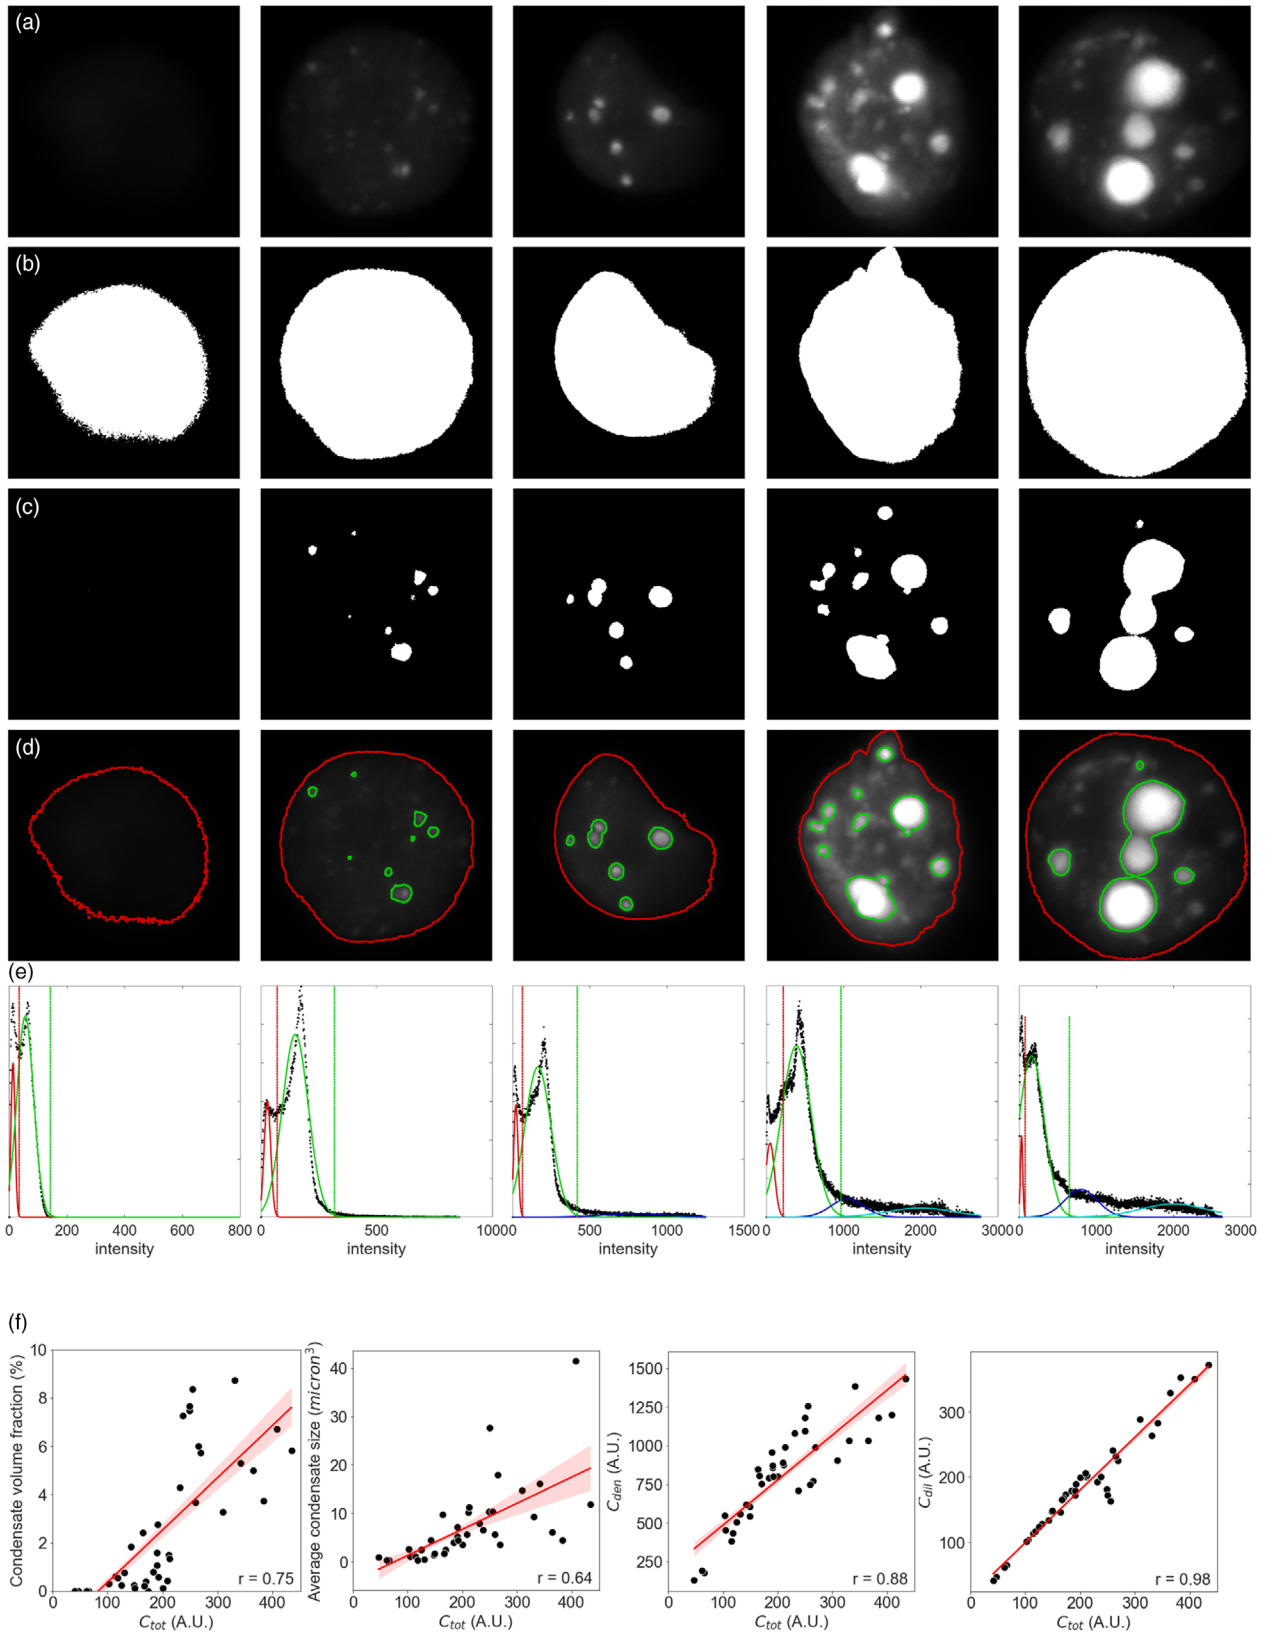 (a)
(b)
(c)
(d)
(e)
0 200 400 600 800 0 500 1000 0 500 1000 1500 0 1000 2000 3000 0 1000 2000 3000
intensity intensity intensity intensity intensity
(f)
Condensate volume fraction (%)
10
8
6
4
2
0
0 100 200 300 400
r = 0.75
C_tot (A.U.)
Average condensate size (micron³)
40
30
20
10
0
0 100 200 300 400
r = 0.64
C_tot (A.U.)
C_den (A.U.)
1500
1250
1000
750
500
250
0 100 200 300 400
r = 0.88
C_tot (A.U.)
C_dil (A.U.)
300
200
100
0 100 200 300 400
r = 0.98
C_tot (A.U.)